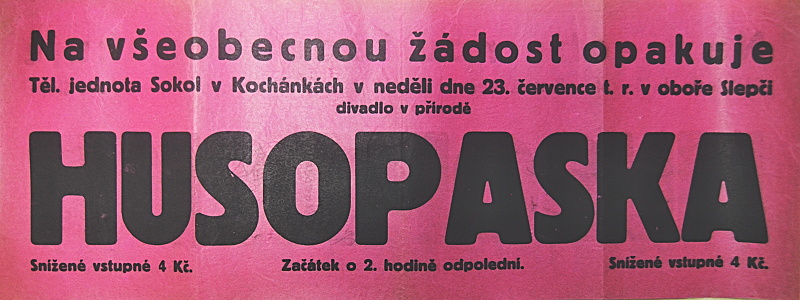 Na všeobecnou žádost opakuje
Těl. jednota Sokol v Kochánkách v neděli dne 23. července t. r. v oboře Slepči
divadlo v přírodě
HUSOPASKA
Snížené vstupné 4 Kč. Začátek o 2. hodině odpolední. Snížené vstupné 4 Kč.